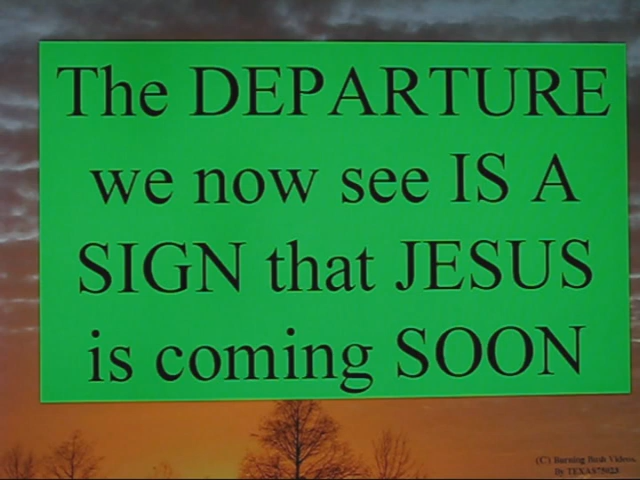 The DEPARTURE
we now see IS A
SIGN that JESUS
is coming SOON
(C) Burning Bush Videos,
By TEXAS75023